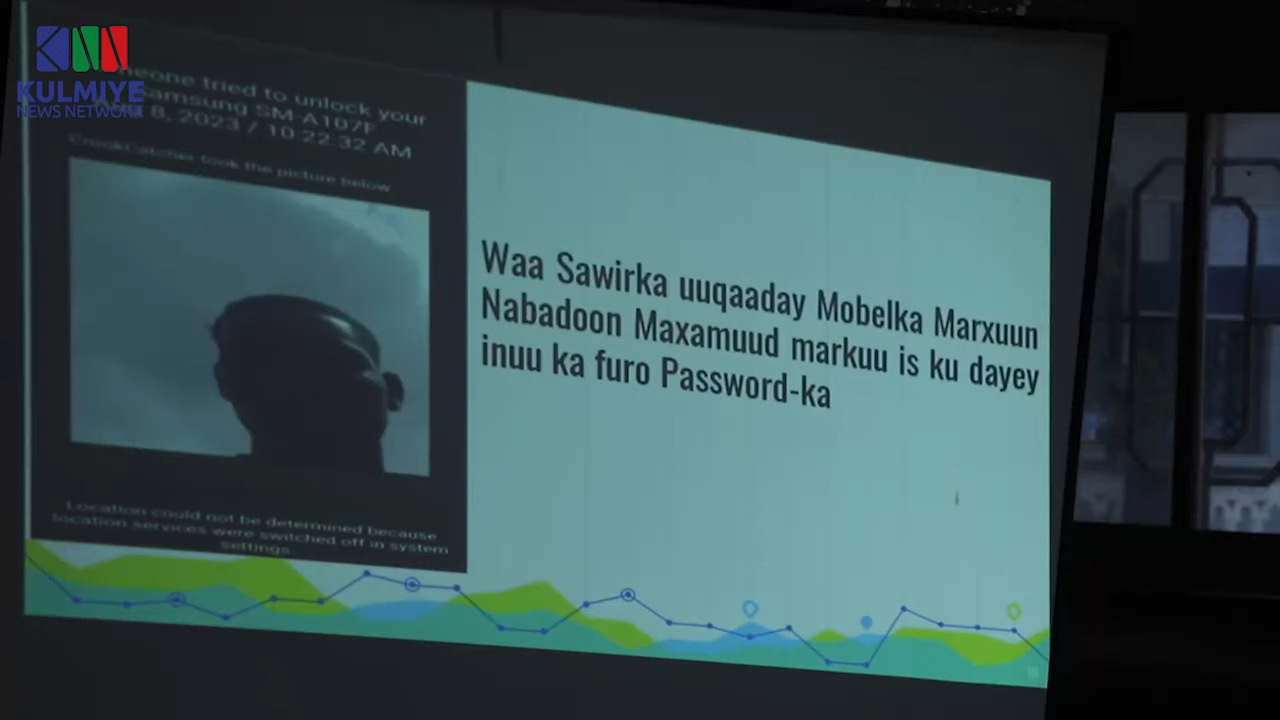 KULMIYE
NEWS NETWORK
tried to unlock your
Samsung SM-A107F
8, 2023 / 10:22:32 AM
CrookCatcher took the picture below
Location could not be determined because
location services were switched off in system
settings.
Waa Sawirka uuqaaday Mobelka Marxuun
Nabadoon Maxamuud markuu is ku dayey
inuu ka furo Password-ka